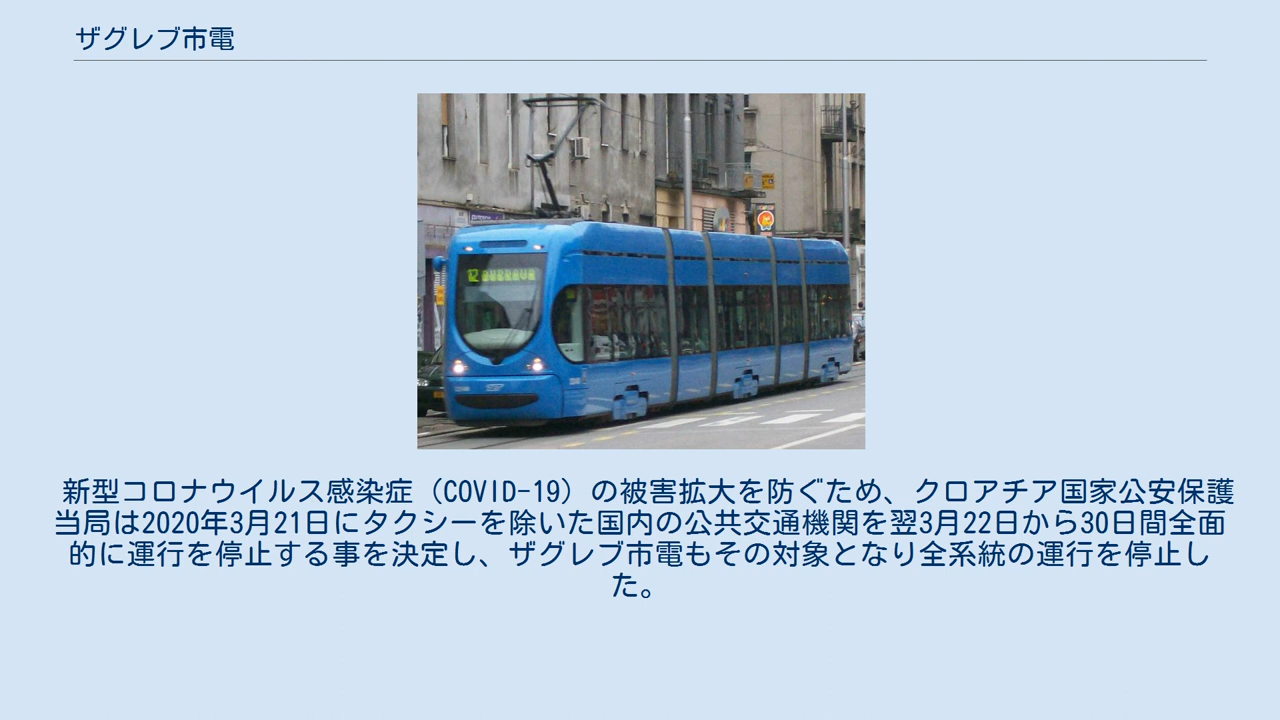 ザグレブ市電
12 DUBRAVA
新型コロナウイルス感染症（COVID-19）の被害拡大を防ぐため、クロアチア国家公安保護
当局は2020年3月21日にタクシーを除いた国内の公共交通機関を翌3月22日から30日間全面
的に運行を停止する事を決定し、ザグレブ市電もその対象となり全系統の運行を停止し
た。